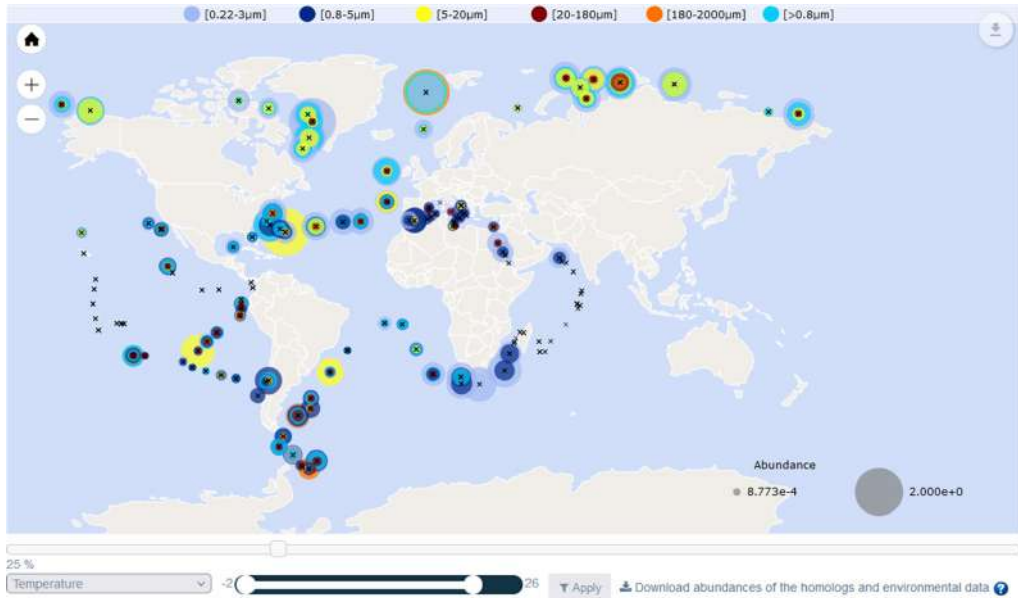 [0.22-3µm] [0.8-5µm] [5-20µm] [20-180µm] [180-2000µm] [>0.8µm]
+
−
Abundance
8.773e-4 2.000e+0
25 %
Temperature -2 26 Apply Download abundances of the homologs and environmental data ?